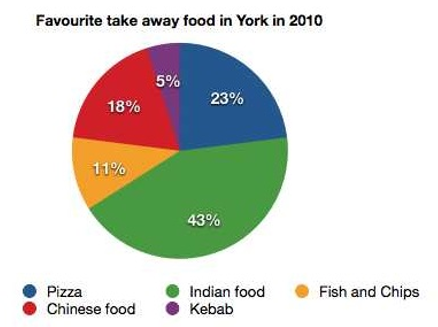 Favourite take away food in York in 2010
5%
23%
18%
11%
43%
Pizza Indian food Fish and Chips
Chinese food Kebab